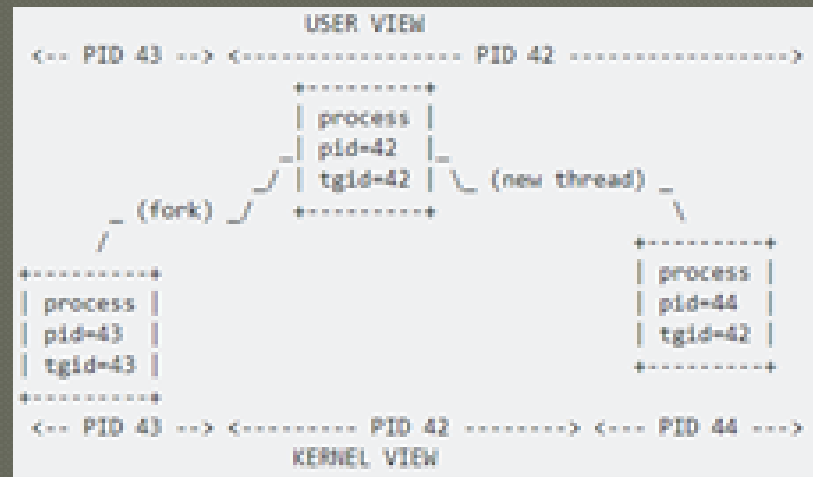 USER VIEW
<-- PID 43 --> <----------------- PID 42 ----------------->
+---------+
| process |
_| pid=42 |_
_/ | tgid=42 | \_ (new thread) _
_ (fork) _/ +---------+ \
/ +---------+
+---------+ | process |
| process | | pid=44 |
| pid=43 | | tgid=42 |
| tgid=43 | +---------+
+---------+
<-- PID 43 --> <--------- PID 42 --------> <--- PID 44 --->
KERNEL VIEW